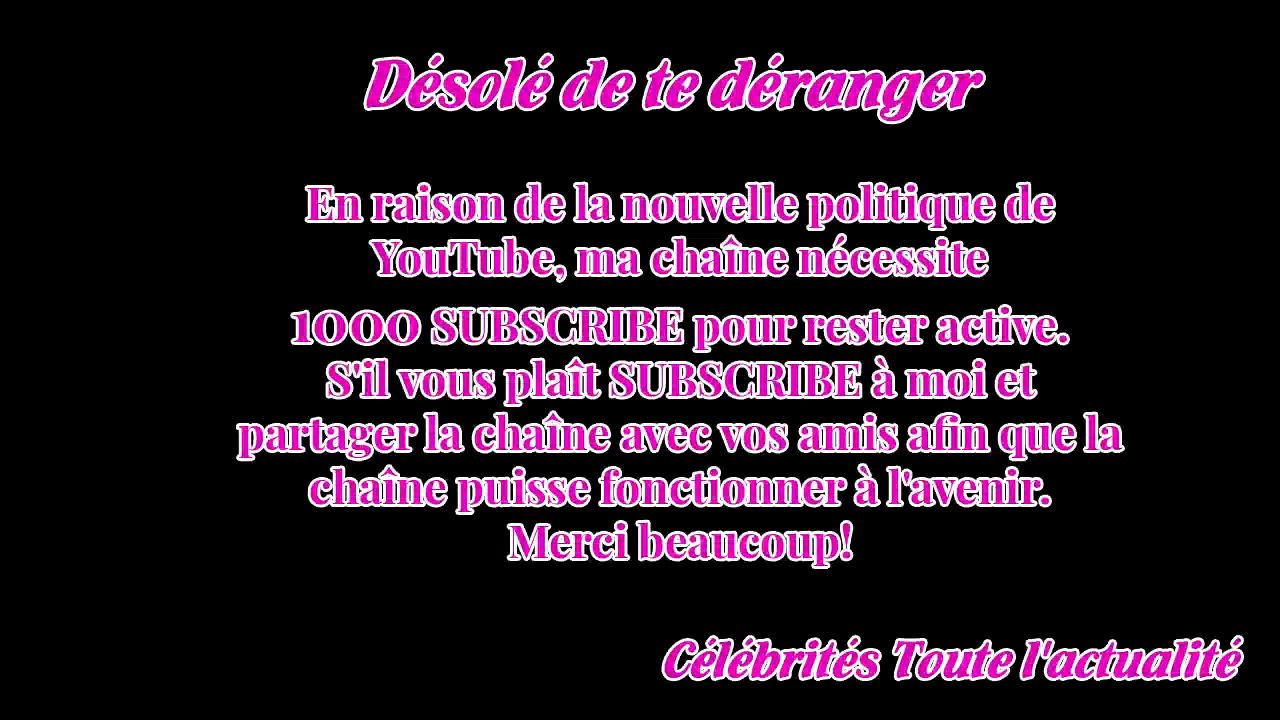 Désolé de te déranger
En raison de la nouvelle politique de
YouTube, ma chaîne nécessite
1000 SUBSCRIBE pour rester active.
S'il vous plaît SUBSCRIBE à moi et
partager la chaîne avec vos amis afin que la
chaîne puisse fonctionner à l'avenir.
Merci beaucoup!
Célébrités Toute l'actualité